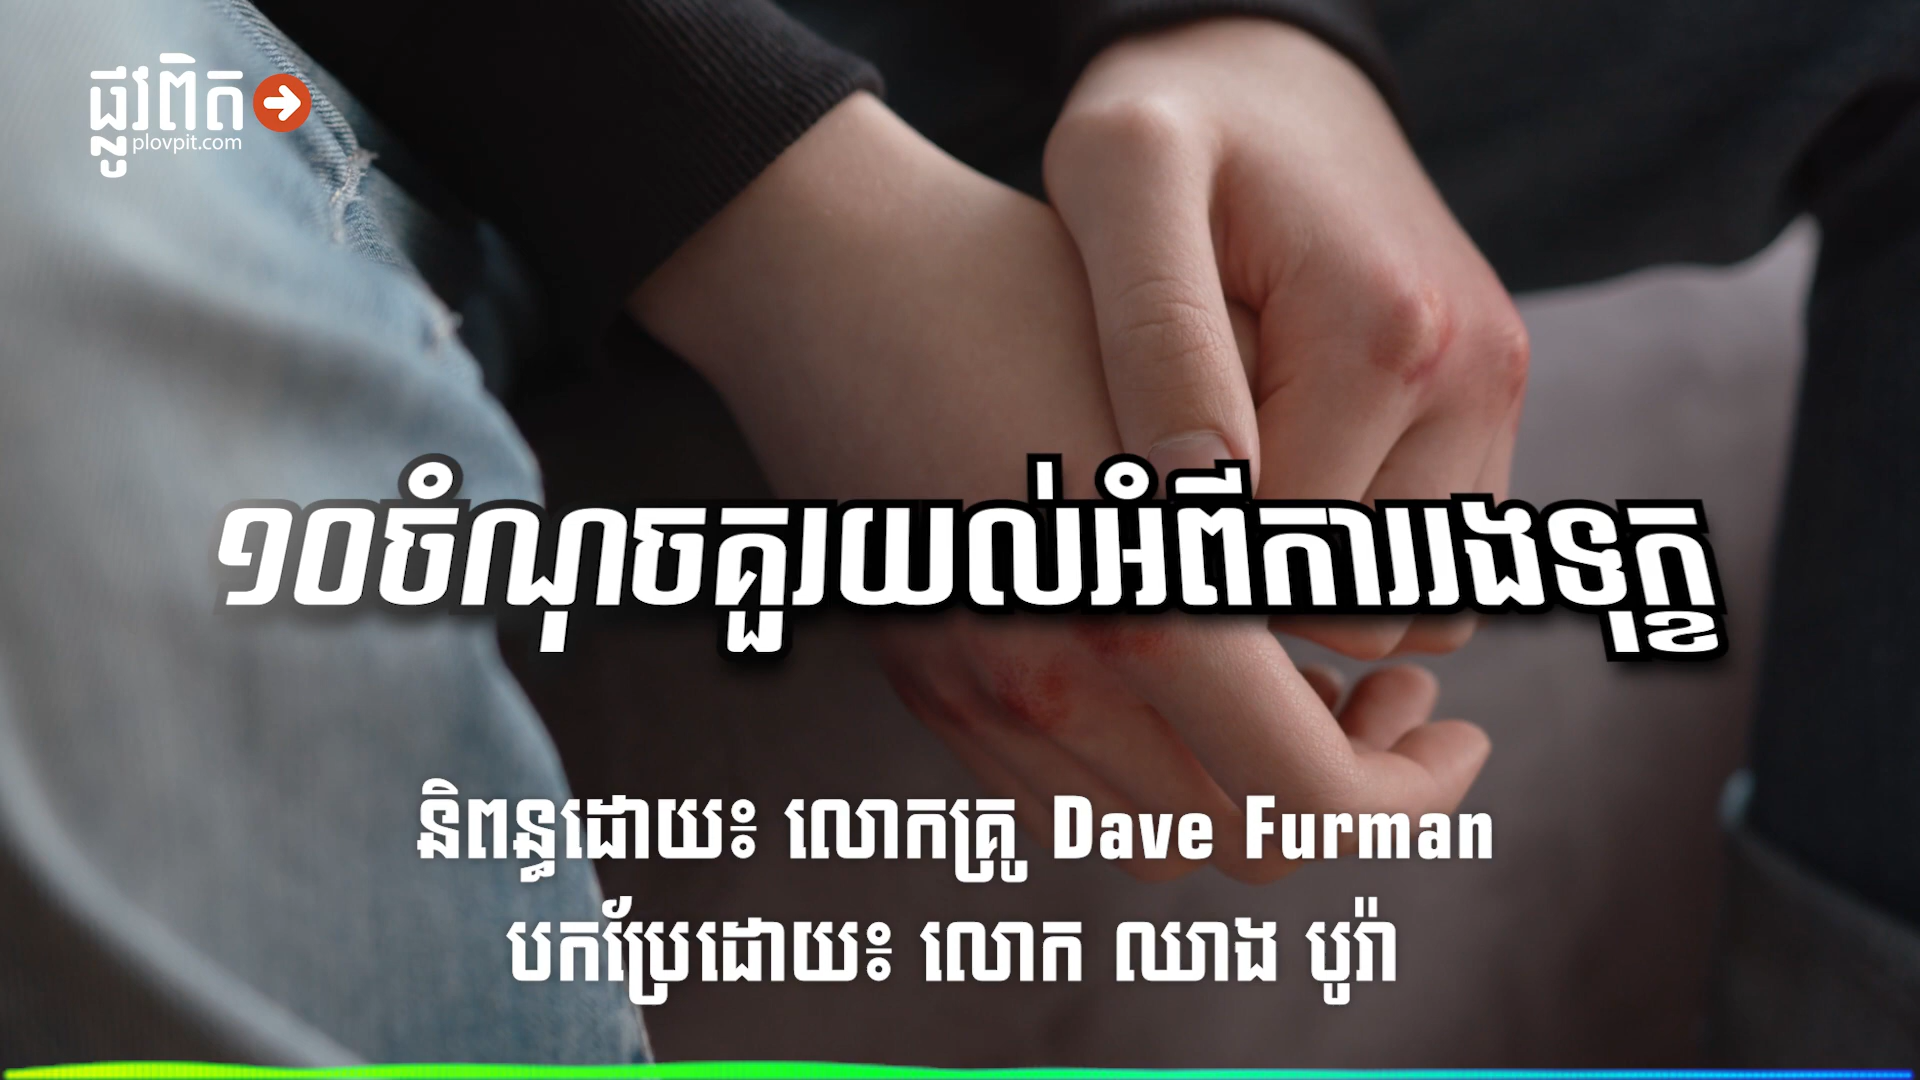 ផ្លូវពិត
plovpit.com
១០ចំណុចគួរយល់អំពីការរងទុក្ខ
និពន្ធដោយ៖ លោកគ្រូ Dave Furman
បកប្រែដោយ៖ លោក ឈាង បូរ៉ា